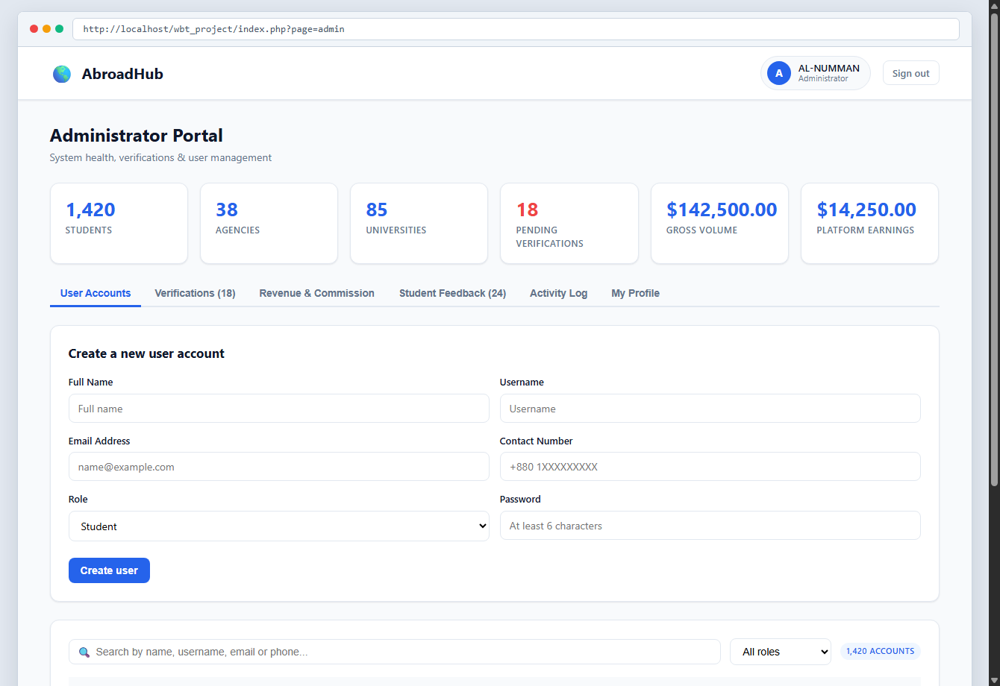 http://localhost/wbt_project/index.php?page=admin
AbroadHub
A
AL-NUMMAN
Administrator
Sign out
Administrator Portal
System health, verifications & user management
1,420
STUDENTS
38
AGENCIES
85
UNIVERSITIES
18
PENDING
VERIFICATIONS
$142,500.00
GROSS VOLUME
$14,250.00
PLATFORM EARNINGS
User Accounts
Verifications (18)
Revenue & Commission
Student Feedback (24)
Activity Log
My Profile
Create a new user account
Full Name
Full name
Username
Username
Email Address
name@example.com
Contact Number
+880 1XXXXXXXXX
Role
Student
Password
At least 6 characters
Create user
Search by name, username, email or phone...
All roles
1,420 ACCOUNTS